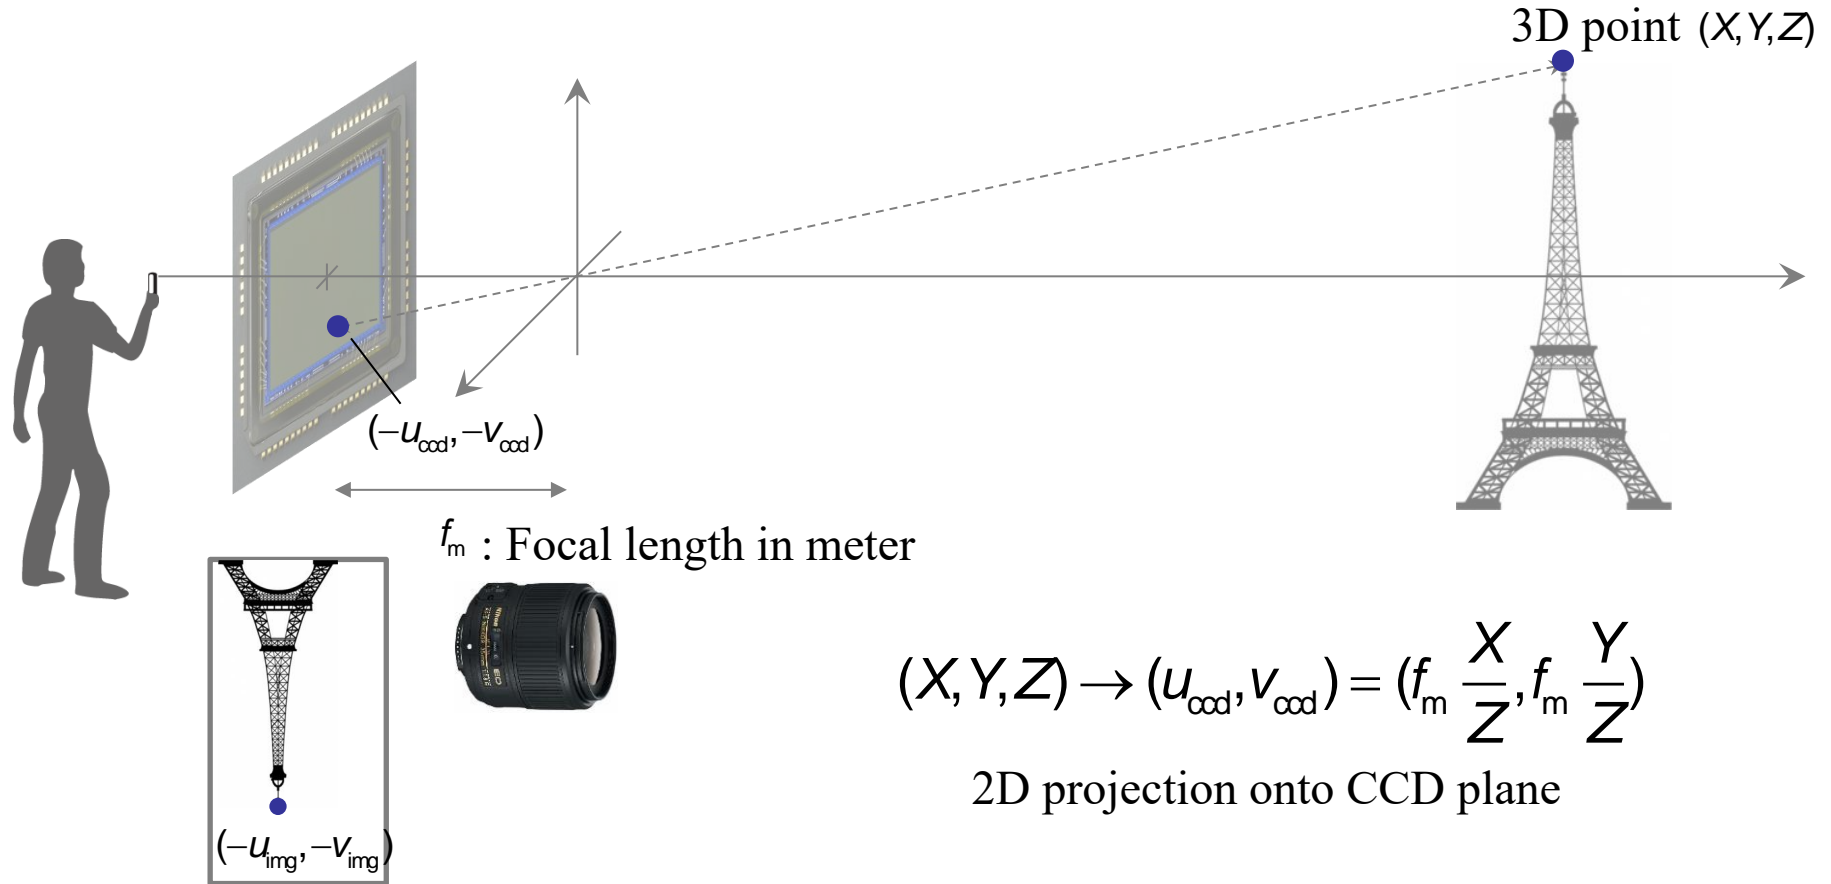 3D point (X,Y,Z)
(−u_ccd,−v_ccd)
f_m : Focal length in meter
(X,Y,Z) → (u_ccd,v_ccd) = (f_m X/Z, f_m Y/Z)
2D projection onto CCD plane
(−u_img,−v_img)